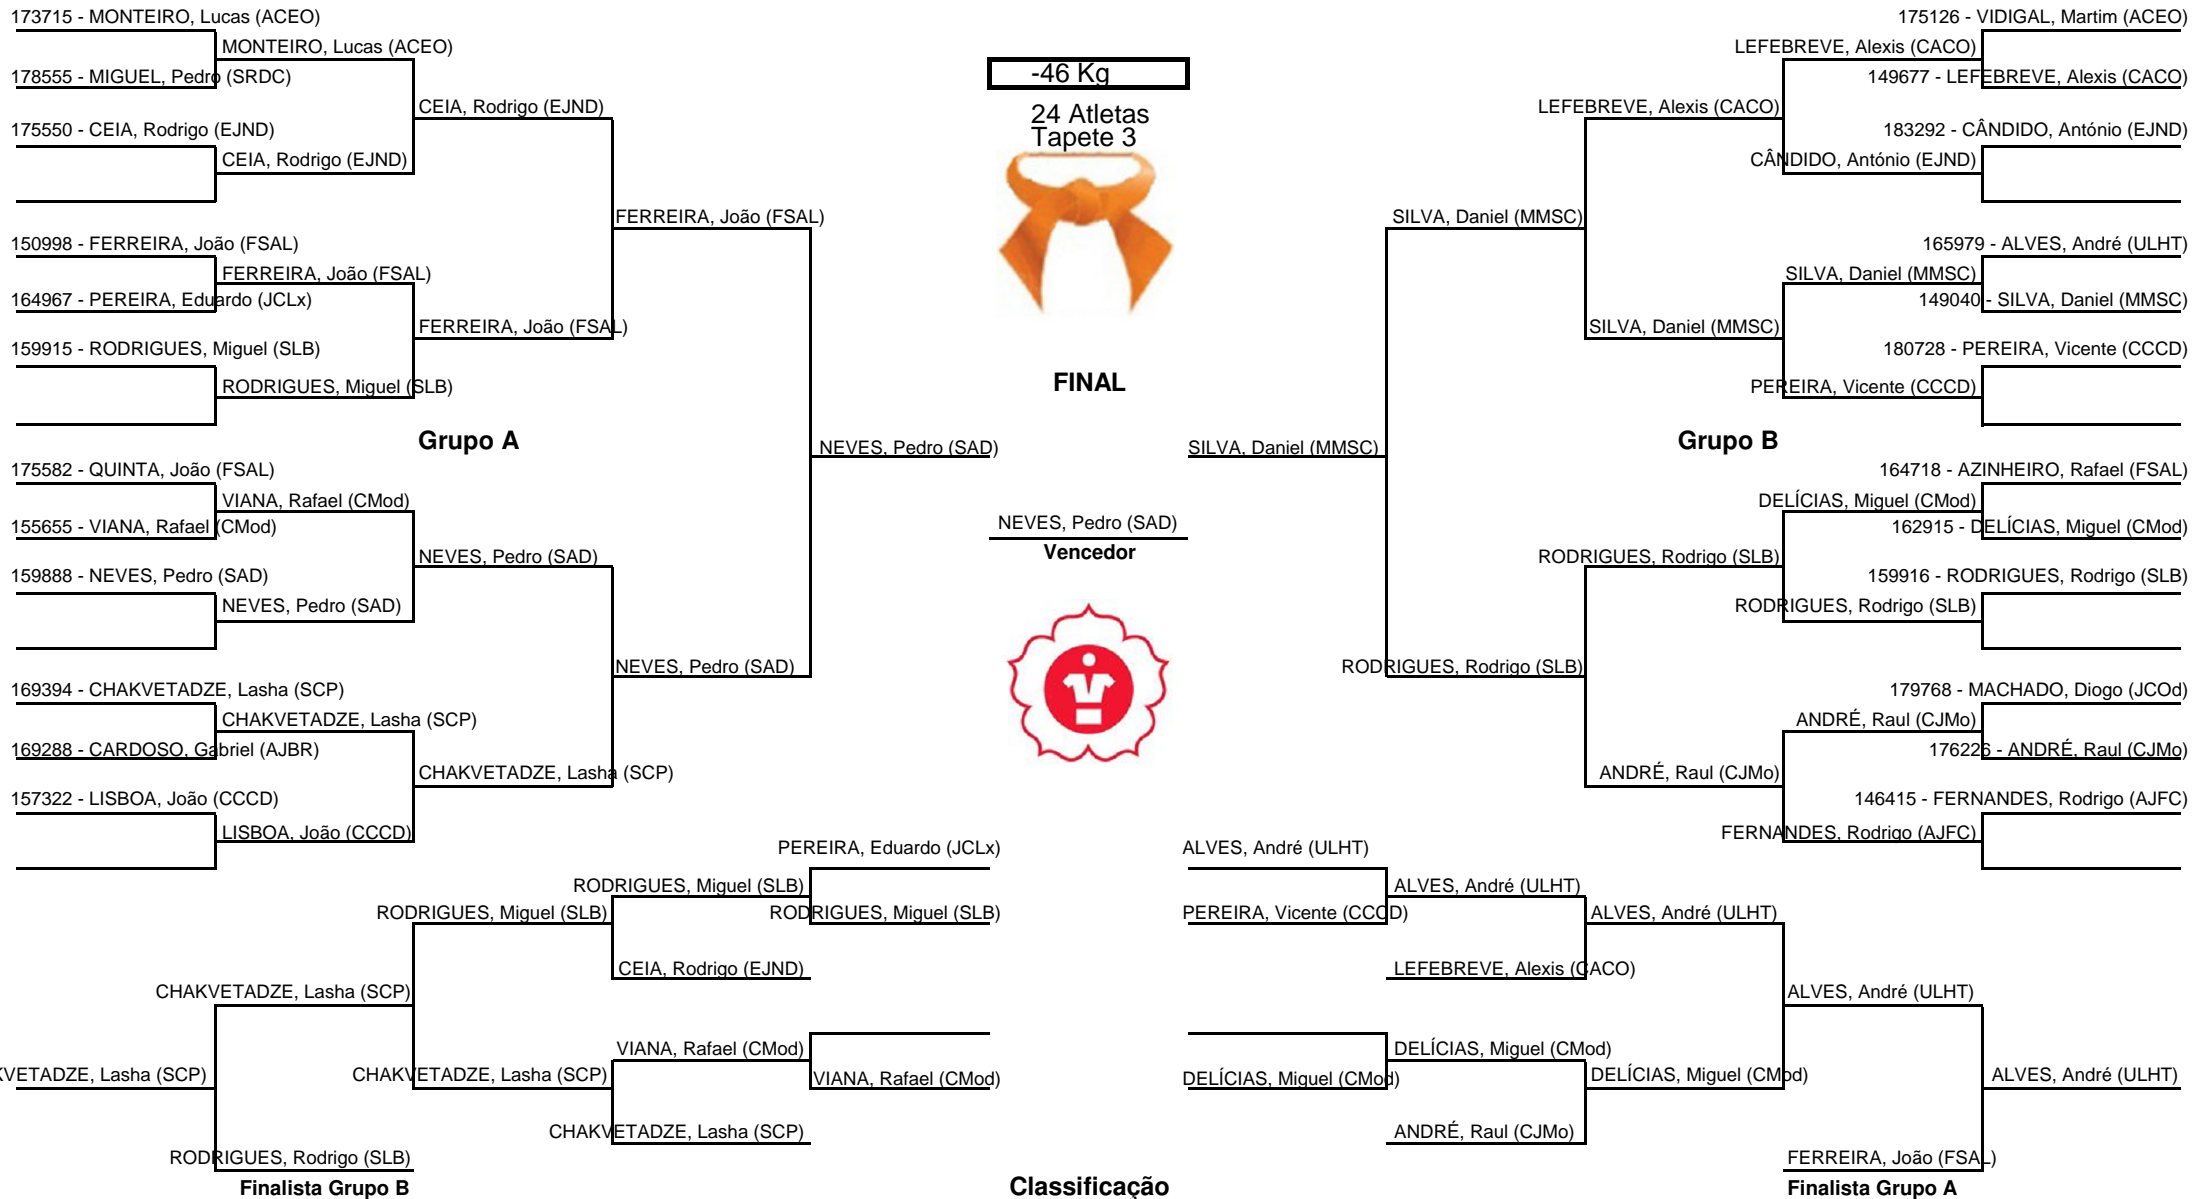 173715 - MONTEIRO, Lucas (ACEO)
MONTEIRO, Lucas (ACEO)
178555 - MIGUEL, Pedro (SRDC)
CEIA, Rodrigo (EJND)
175550 - CEIA, Rodrigo (EJND)
CEIA, Rodrigo (EJND)
FERREIRA, João (FSAL)
150998 - FERREIRA, João (FSAL)
FERREIRA, João (FSAL)
164967 - PEREIRA, Eduardo (JCLx)
FERREIRA, João (FSAL)
159915 - RODRIGUES, Miguel (SLB)
RODRIGUES, Miguel (SLB)
Grupo A
NEVES, Pedro (SAD)
175582 - QUINTA, João (FSAL)
VIANA, Rafael (CMod)
155655 - VIANA, Rafael (CMod)
NEVES, Pedro (SAD)
159888 - NEVES, Pedro (SAD)
NEVES, Pedro (SAD)
NEVES, Pedro (SAD)
169394 - CHAKVETADZE, Lasha (SCP)
CHAKVETADZE, Lasha (SCP)
169288 - CARDOSO, Gabriel (AJBR)
CHAKVETADZE, Lasha (SCP)
157322 - LISBOA, João (CCCD)
LISBOA, João (CCCD)
-46 Kg
24 Atletas
Tapete 3
FINAL
NEVES, Pedro (SAD)
Vencedor
175126 - VIDIGAL, Martim (ACEO)
LEFEBREVE, Alexis (CACO)
149677 - LEFEBREVE, Alexis (CACO)
LEFEBREVE, Alexis (CACO)
183292 - CÂNDIDO, António (EJND)
CÂNDIDO, António (EJND)
SILVA, Daniel (MMSC)
165979 - ALVES, André (ULHT)
SILVA, Daniel (MMSC)
149040 - SILVA, Daniel (MMSC)
SILVA, Daniel (MMSC)
180728 - PEREIRA, Vicente (CCCD)
PEREIRA, Vicente (CCCD)
Grupo B
SILVA, Daniel (MMSC)
164718 - AZINHEIRO, Rafael (FSAL)
DELÍCIAS, Miguel (CMod)
162915 - DELÍCIAS, Miguel (CMod)
RODRIGUES, Rodrigo (SLB)
159916 - RODRIGUES, Rodrigo (SLB)
RODRIGUES, Rodrigo (SLB)
RODRIGUES, Rodrigo (SLB)
179768 - MACHADO, Diogo (JCOd)
ANDRÉ, Raul (CJMo)
176226 - ANDRÉ, Raul (CJMo)
ANDRÉ, Raul (CJMo)
146415 - FERNANDES, Rodrigo (AJFC)
FERNANDES, Rodrigo (AJFC)
PEREIRA, Eduardo (JCLx)
RODRIGUES, Miguel (SLB)
RODRIGUES, Miguel (SLB)
RODRIGUES, Miguel (SLB)
CEIA, Rodrigo (EJND)
CHAKVETADZE, Lasha (SCP)
VIANA, Rafael (CMod)
KVETADZE, Lasha (SCP)
CHAKVETADZE, Lasha (SCP)
VIANA, Rafael (CMod)
CHAKVETADZE, Lasha (SCP)
RODRIGUES, Rodrigo (SLB)
Finalista Grupo B
ALVES, André (ULHT)
ALVES, André (ULHT)
PEREIRA, Vicente (CCCD)
ALVES, André (ULHT)
LEFEBREVE, Alexis (CACO)
ALVES, André (ULHT)
DELÍCIAS, Miguel (CMod)
DELÍCIAS, Miguel (CMod)
DELÍCIAS, Miguel (CMod)
ALVES, André (ULHT)
ANDRÉ, Raul (CJMo)
FERREIRA, João (FSAL)
Classificação
Finalista Grupo A